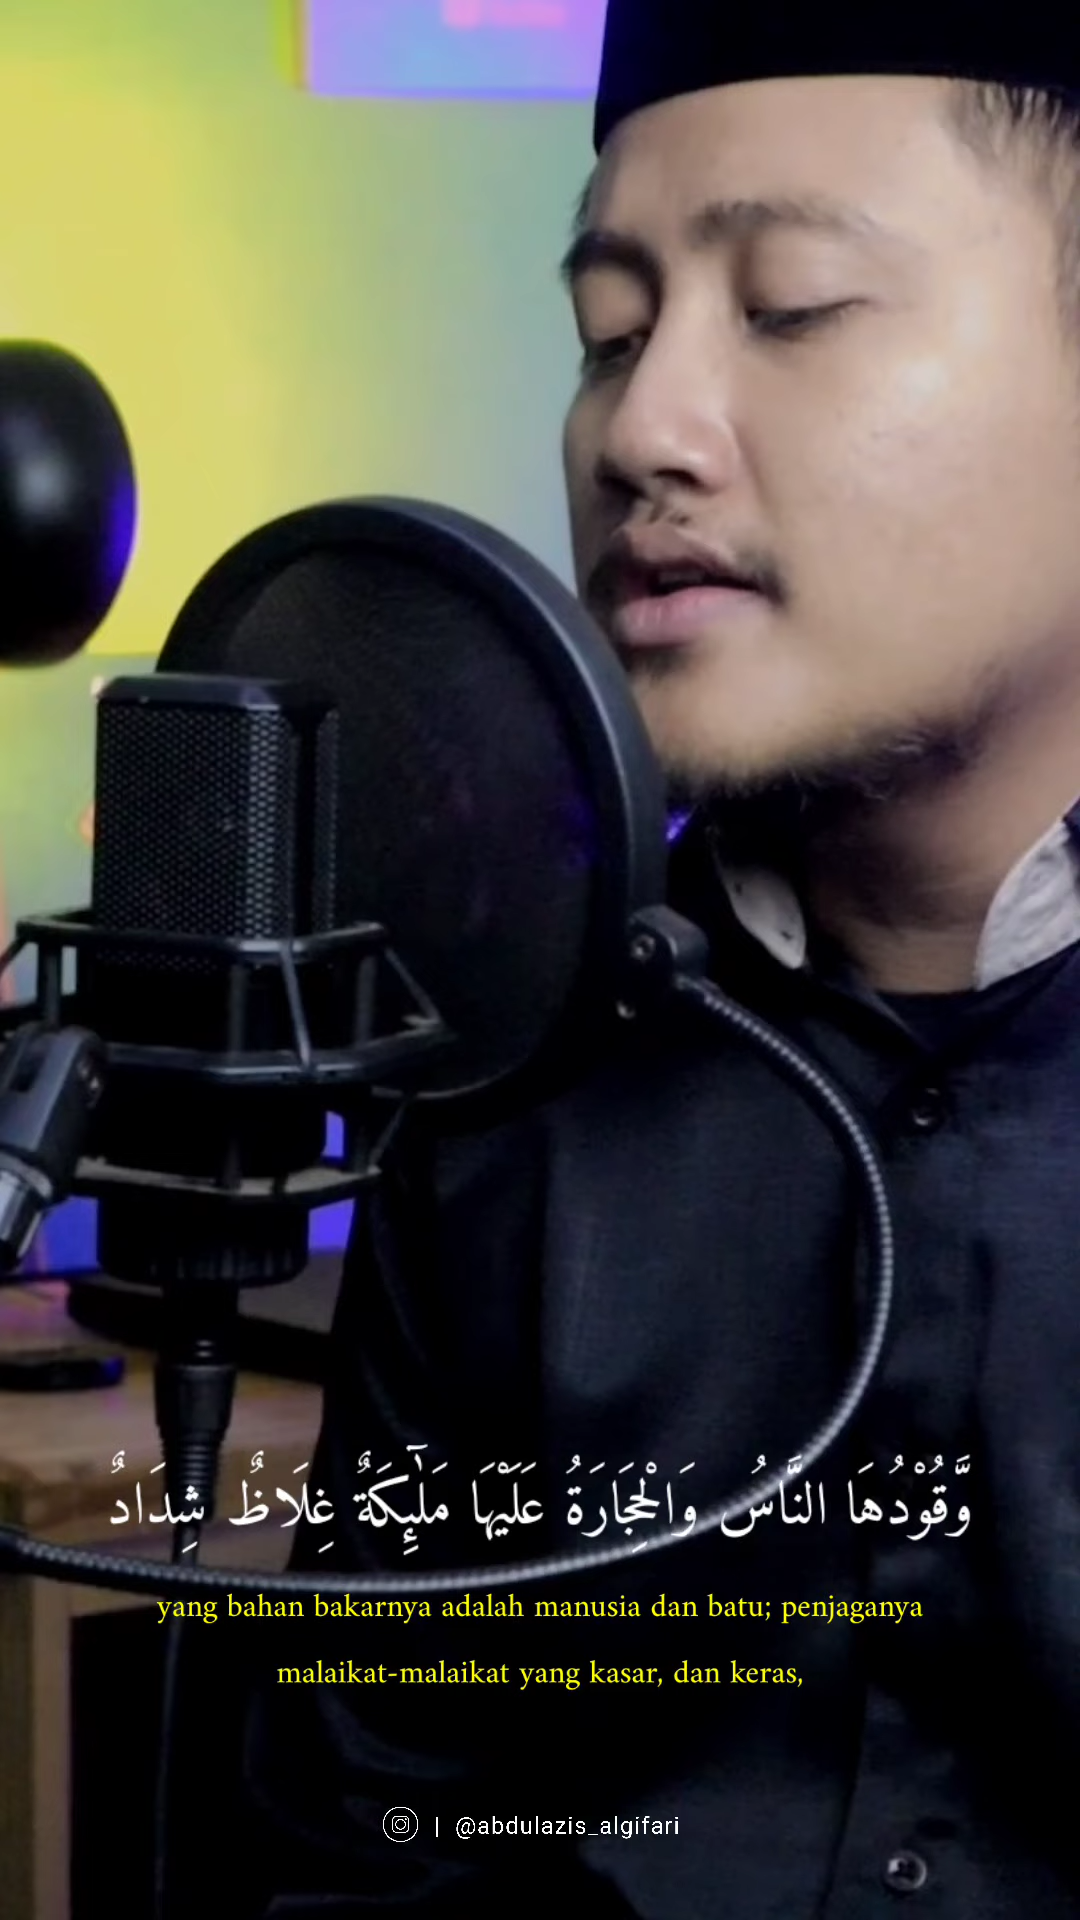 وَّقُوْدُهَا النَّاسُ وَالْحِجَارَةُ عَلَيْهَا مَلٰۤىِٕكَةٌ غِلَاظٌ شِدَادٌ
yang bahan bakarnya adalah manusia dan batu; penjaganya
malaikat-malaikat yang kasar, dan keras,
| @abdulazis_algifari